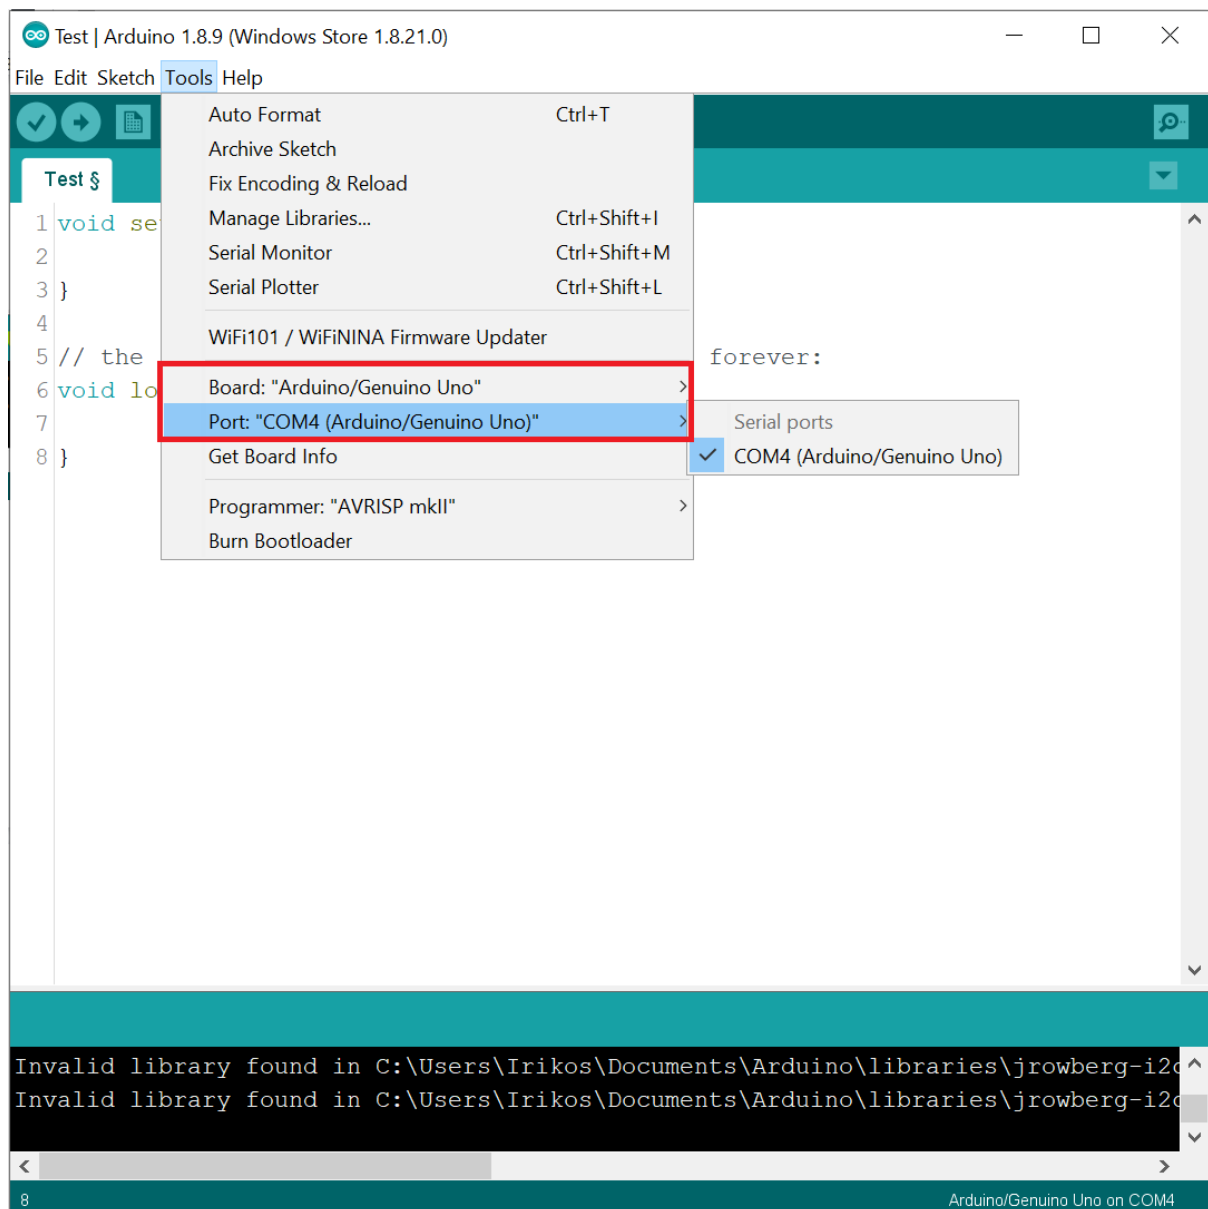 Test | Arduino 1.8.9 (Windows Store 1.8.21.0)
File Edit Sketch Tools Help
Auto Format Ctrl+T
Archive Sketch
Fix Encoding & Reload
Manage Libraries... Ctrl+Shift+I
Serial Monitor Ctrl+Shift+M
Serial Plotter Ctrl+Shift+L
WiFi101 / WiFiNINA Firmware Updater
Board: "Arduino/Genuino Uno"
Port: "COM4 (Arduino/Genuino Uno)"
Get Board Info
Programmer: "AVRISP mkII"
Burn Bootloader
Serial ports
COM4 (Arduino/Genuino Uno)
Test §
1 void se
2
3 }
4
5 // the forever:
6 void lo
7
8 }
Invalid library found in C:\Users\Irikos\Documents\Arduino\libraries\jrowberg-i2c
Invalid library found in C:\Users\Irikos\Documents\Arduino\libraries\jrowberg-i2c
8 Arduino/Genuino Uno on COM4